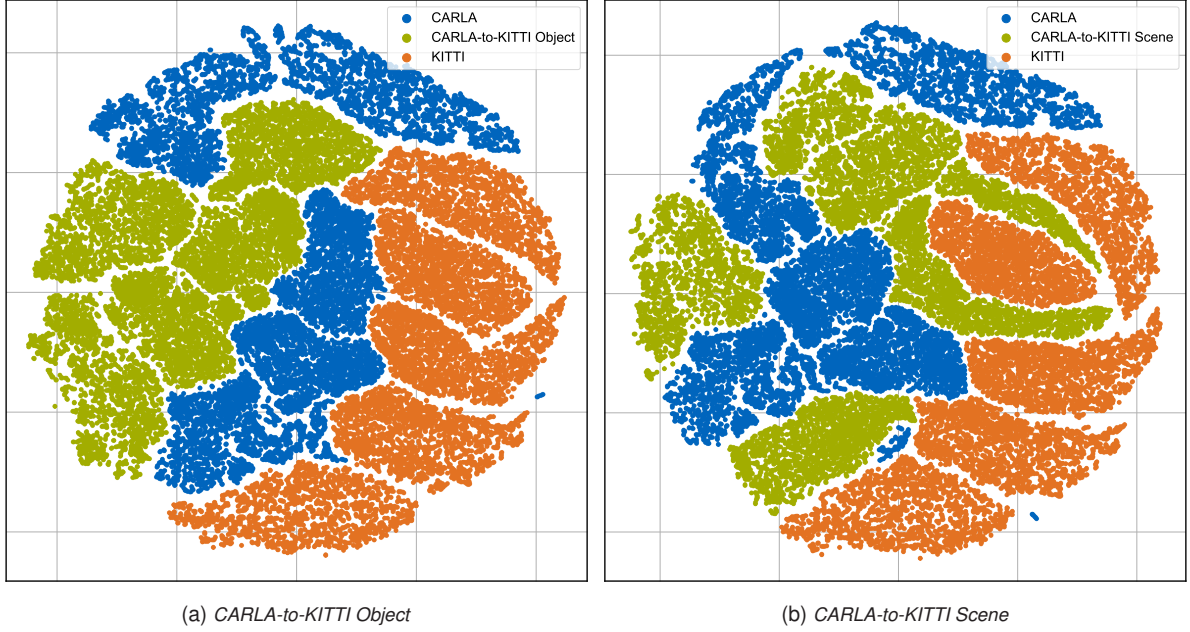 CARLA
CARLA-to-KITTI Object
KITTI
CARLA
CARLA-to-KITTI Scene
KITTI
(a) CARLA-to-KITTI Object
(b) CARLA-to-KITTI Scene